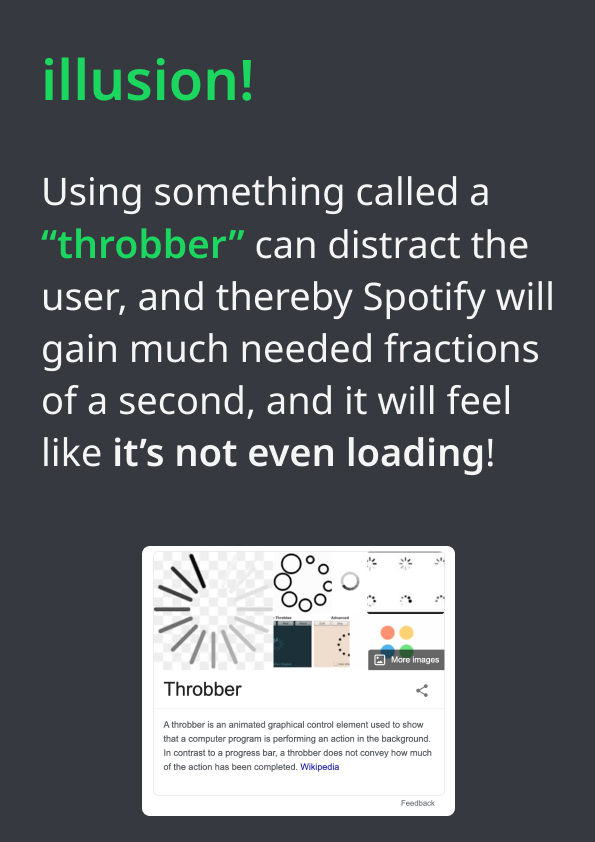 illusion!
Using something called a
“throbber” can distract the
user, and thereby Spotify will
gain much needed fractions
of a second, and it will feel
like it’s not even loading!
Throbber
Advanced
More images
Throbber
A throbber is an animated graphical control element used to show
that a computer program is performing an action in the background.
In contrast to a progress bar, a throbber does not convey how much
of the action has been completed. Wikipedia
Feedback